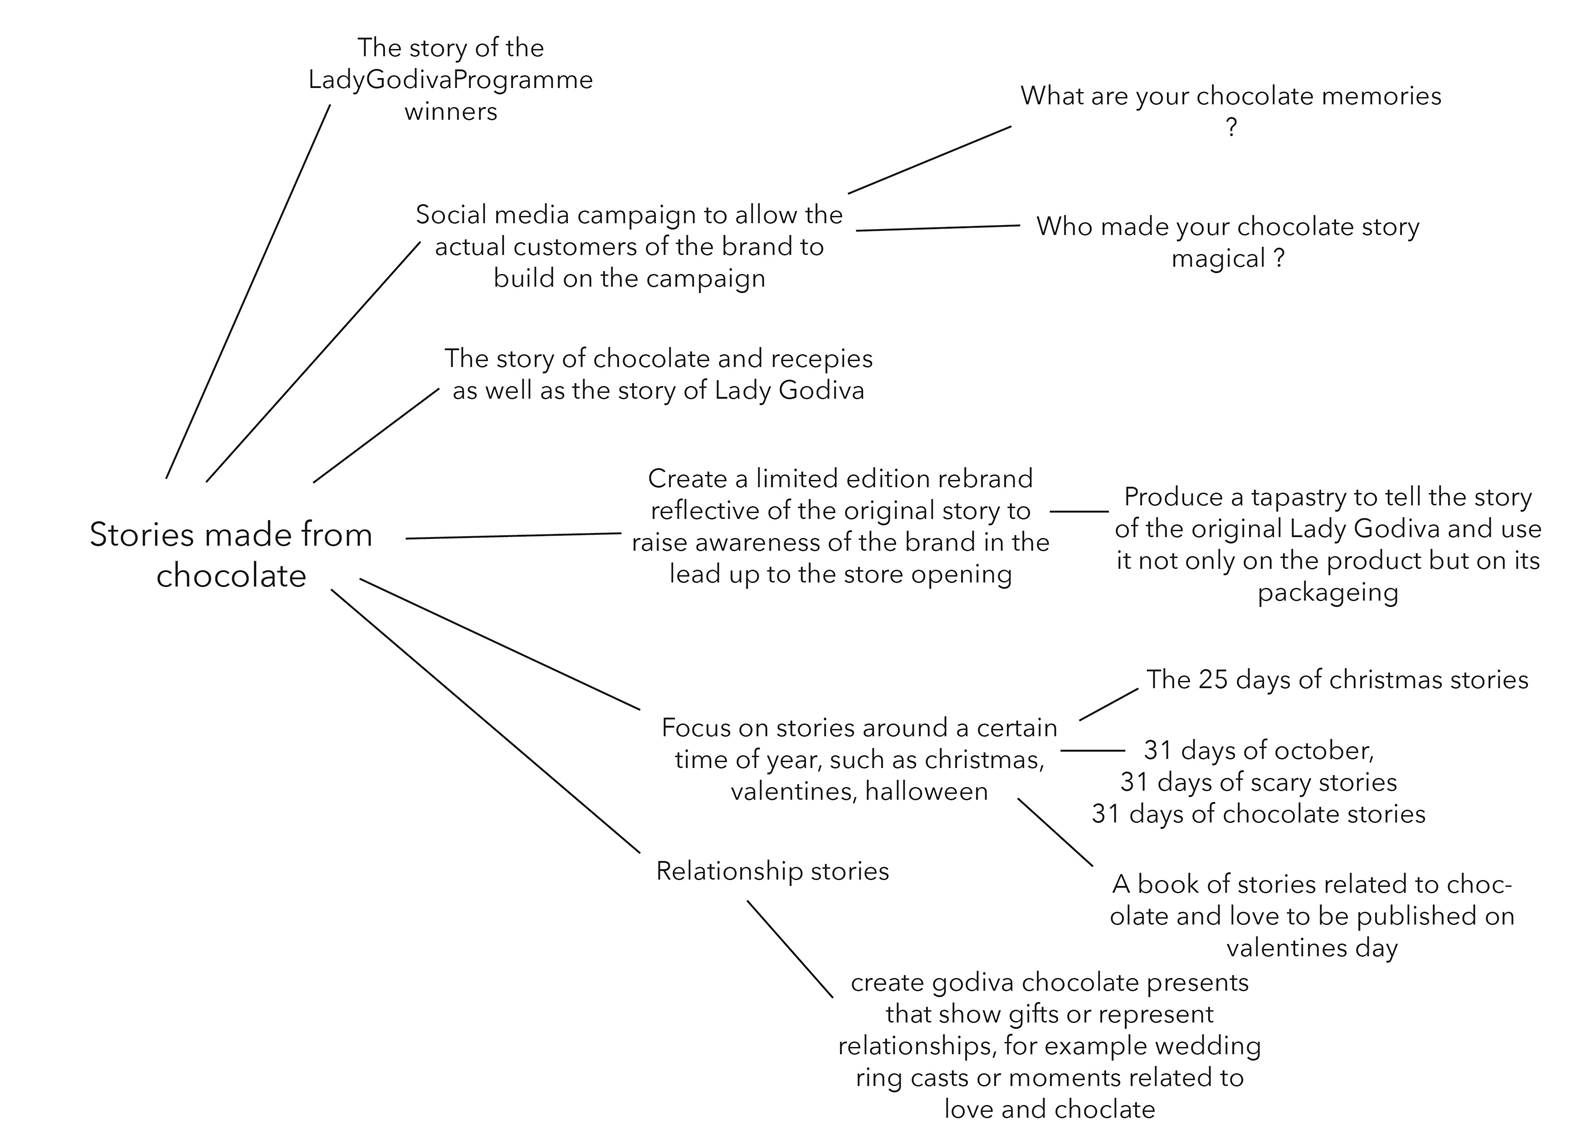 The story of the
LadyGodivaProgramme
winners
What are your chocolate memories
?
Social media campaign to allow the
actual customers of the brand to
build on the campaign
Who made your chocolate story
magical ?
The story of chocolate and recepies
as well as the story of Lady Godiva
Stories made from
chocolate
Create a limited edition rebrand
reflective of the original story to
raise awareness of the brand in the
lead up to the store opening
Produce a tapastry to tell the story
of the original Lady Godiva and use
it not only on the product but on its
packageing
Focus on stories around a certain
time of year, such as christmas,
valentines, halloween
The 25 days of christmas stories
31 days of october,
31 days of scary stories
31 days of chocolate stories
A book of stories related to choc-
olate and love to be published on
valentines day
Relationship stories
create godiva chocolate presents
that show gifts or represent
relationships, for example wedding
ring casts or moments related to
love and choclate